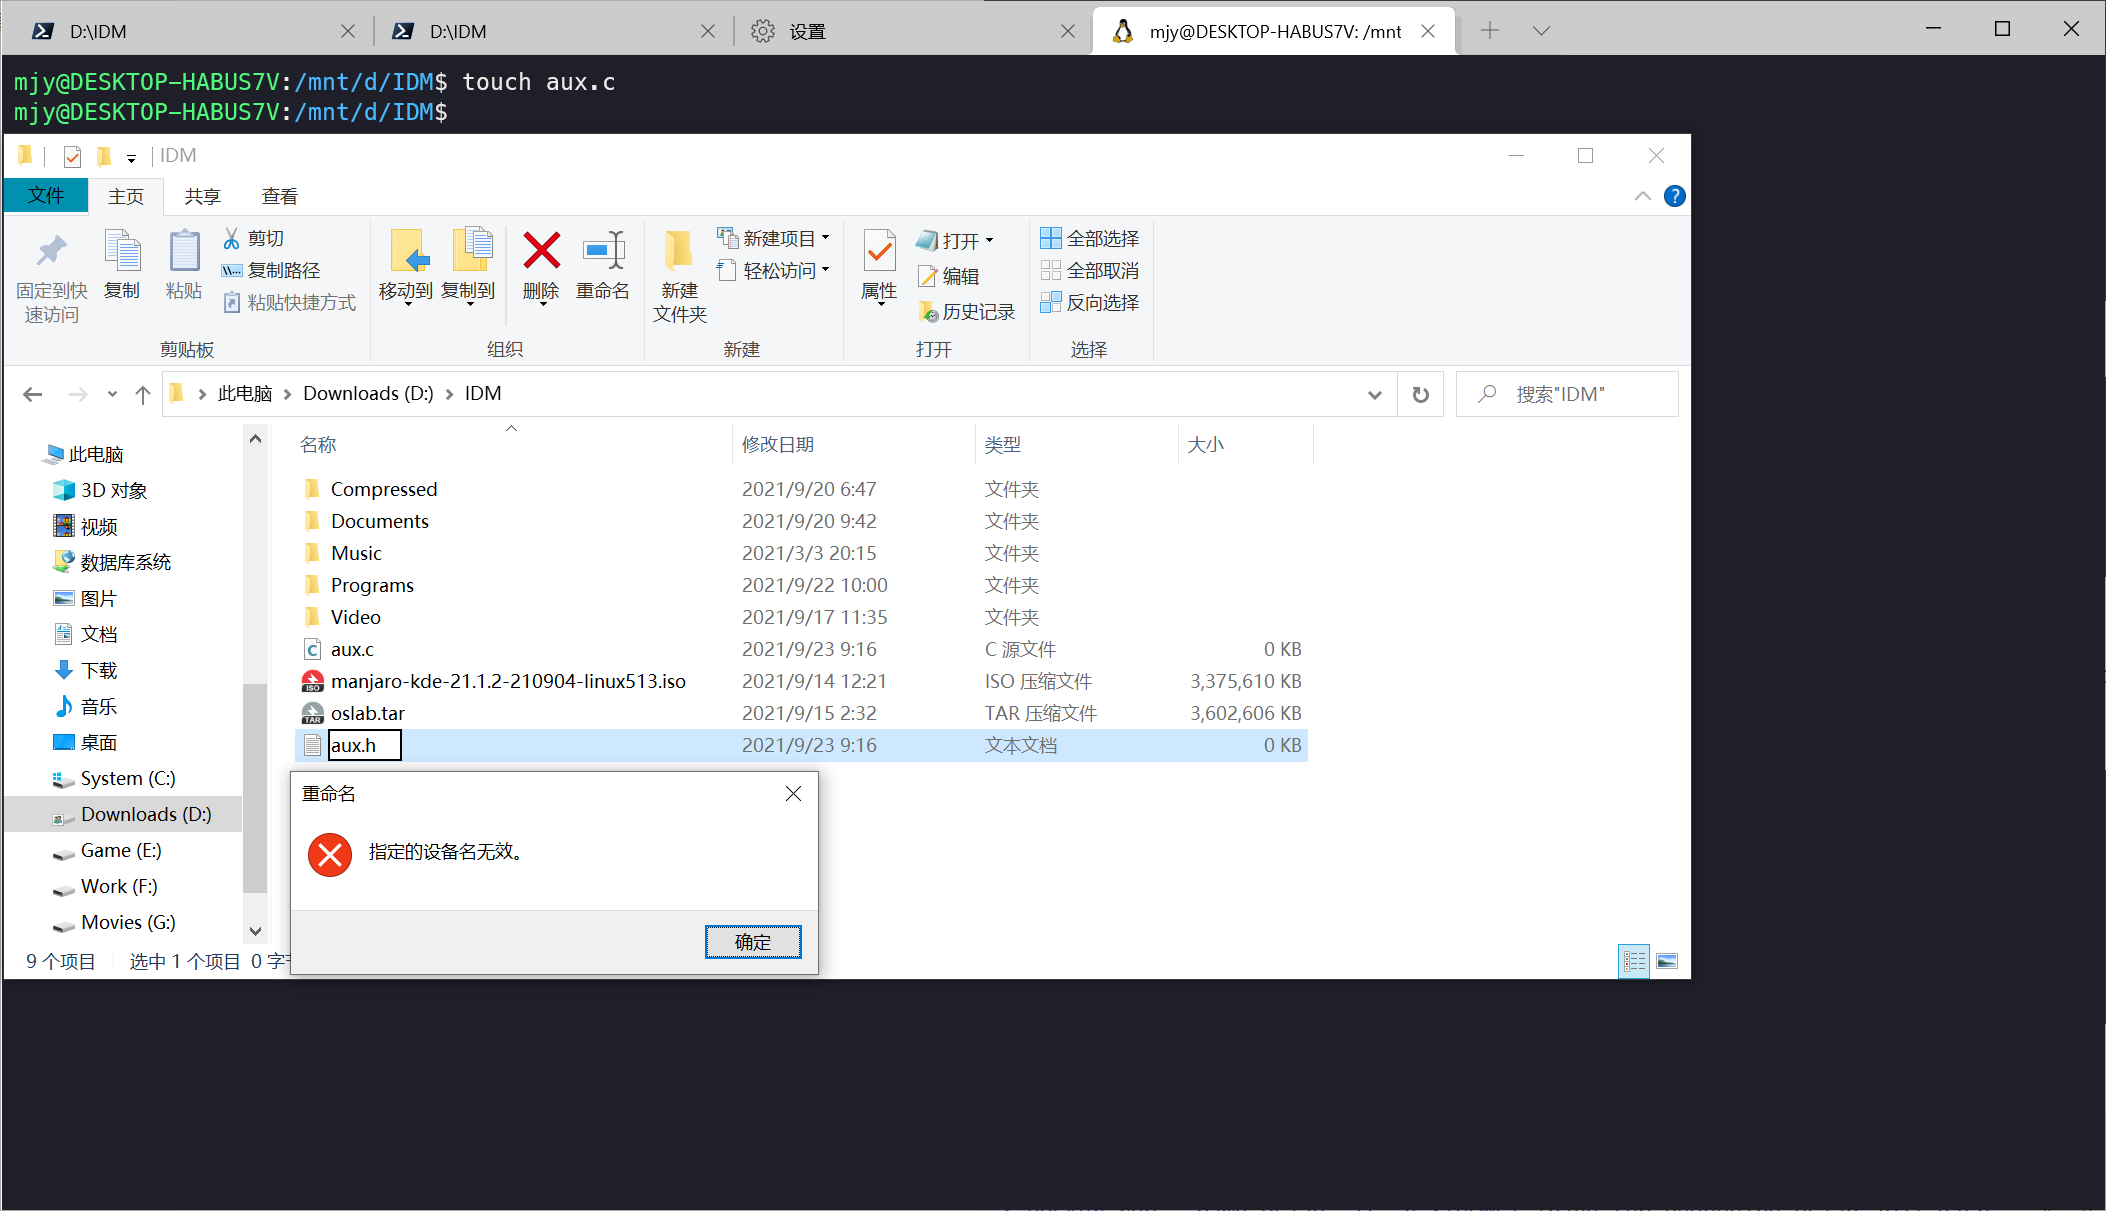 D:\IDM
D:\IDM
设置
mjy@DESKTOP-HABUS7V: /mnt
mjy@DESKTOP-HABUS7V:/mnt/d/IDM$ touch aux.c
mjy@DESKTOP-HABUS7V:/mnt/d/IDM$
IDM
文件
主页
共享
查看
固定到快
速访问
复制
粘贴
剪切
复制路径
粘贴快捷方式
剪贴板
移动到
复制到
删除
重命名
组织
新建
文件夹
新建项目
轻松访问
新建
属性
打开
编辑
历史记录
打开
全部选择
全部取消
反向选择
选择
此电脑
Downloads (D:)
IDM
搜索"IDM"
此电脑
3D 对象
视频
数据库系统
图片
文档
下载
音乐
桌面
System (C:)
Downloads (D:)
Game (E:)
Work (F:)
Movies (G:)
名称 修改日期 类型 大小
Compressed 2021/9/20 6:47 文件夹
Documents 2021/9/20 9:42 文件夹
Music 2021/3/3 20:15 文件夹
Programs 2021/9/22 10:00 文件夹
Video 2021/9/17 11:35 文件夹
aux.c 2021/9/23 9:16 C 源文件 0 KB
manjaro-kde-21.1.2-210904-linux513.iso 2021/9/14 12:21 ISO 压缩文件 3,375,610 KB
oslab.tar 2021/9/15 2:32 TAR 压缩文件 3,602,606 KB
aux.h 2021/9/23 9:16 文本文档 0 KB
重命名
指定的设备名无效。
确定
9 个项目
选中 1 个项目 0 字